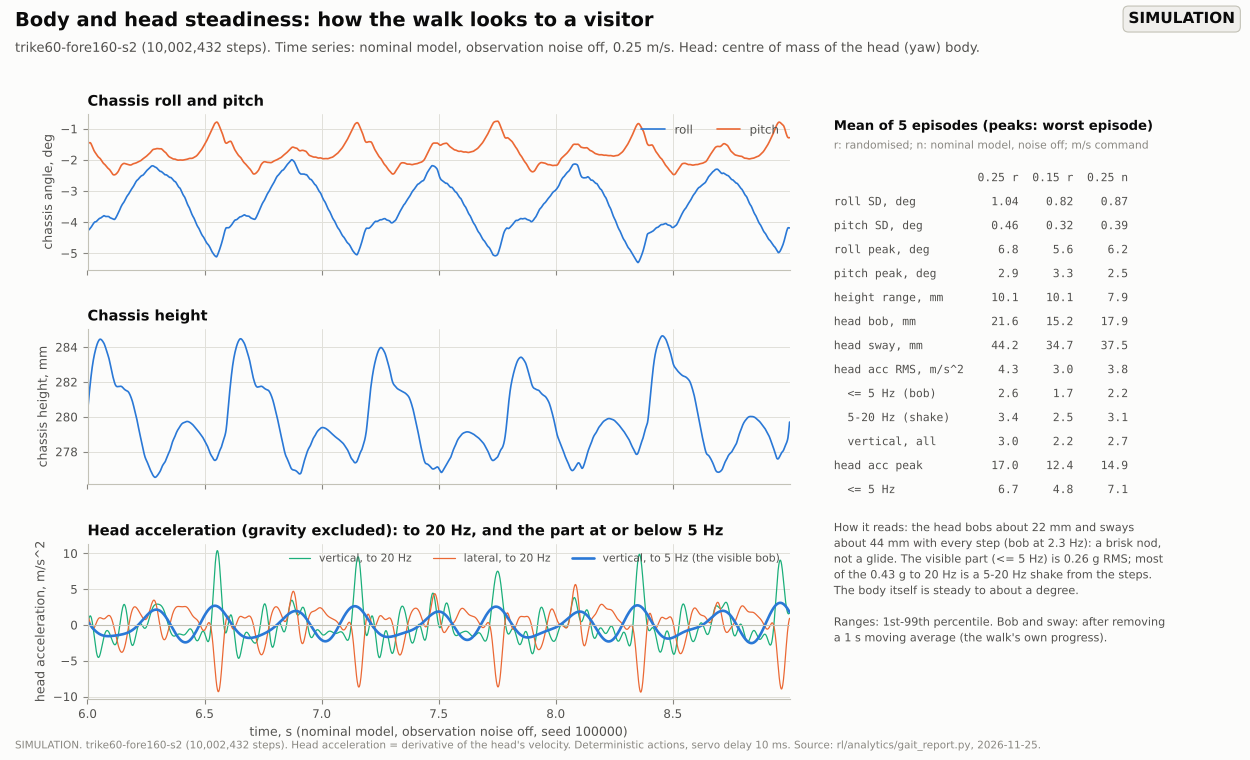 Body and head steadiness: how the walk looks to a visitor
SIMULATION
trike60-fore160-s2 (10,002,432 steps). Time series: nominal model, observation noise off, 0.25 m/s. Head: centre of mass of the head (yaw) body.
Chassis roll and pitch
roll pitch
chassis angle, deg
−1
−2
−3
−4
−5
Chassis height
chassis height, mm
284
282
280
278
Head acceleration (gravity excluded): to 20 Hz, and the part at or below 5 Hz
vertical, to 20 Hz lateral, to 20 Hz vertical, to 5 Hz (the visible bob)
head acceleration, m/s^2
10
5
0
−5
−10
6.0 6.5 7.0 7.5 8.0 8.5
time, s (nominal model, observation noise off, seed 100000)
Mean of 5 episodes (peaks: worst episode)
r: randomised; n: nominal model, noise off; m/s command
0.25 r 0.15 r 0.25 n
roll SD, deg 1.04 0.82 0.87
pitch SD, deg 0.46 0.32 0.39
roll peak, deg 6.8 5.6 6.2
pitch peak, deg 2.9 3.3 2.5
height range, mm 10.1 10.1 7.9
head bob, mm 21.6 15.2 17.9
head sway, mm 44.2 34.7 37.5
head acc RMS, m/s^2 4.3 3.0 3.8
<= 5 Hz (bob) 2.6 1.7 2.2
5-20 Hz (shake) 3.4 2.5 3.1
vertical, all 3.0 2.2 2.7
head acc peak 17.0 12.4 14.9
<= 5 Hz 6.7 4.8 7.1
How it reads: the head bobs about 22 mm and sways
about 44 mm with every step (bob at 2.3 Hz): a brisk nod,
not a glide. The visible part (<= 5 Hz) is 0.26 g RMS; most
of the 0.43 g to 20 Hz is a 5-20 Hz shake from the steps.
The body itself is steady to about a degree.
Ranges: 1st-99th percentile. Bob and sway: after removing
a 1 s moving average (the walk's own progress).
SIMULATION. trike60-fore160-s2 (10,002,432 steps). Head acceleration = derivative of the head's velocity. Deterministic actions, servo delay 10 ms. Source: rl/analytics/gait_report.py, 2026-11-25.